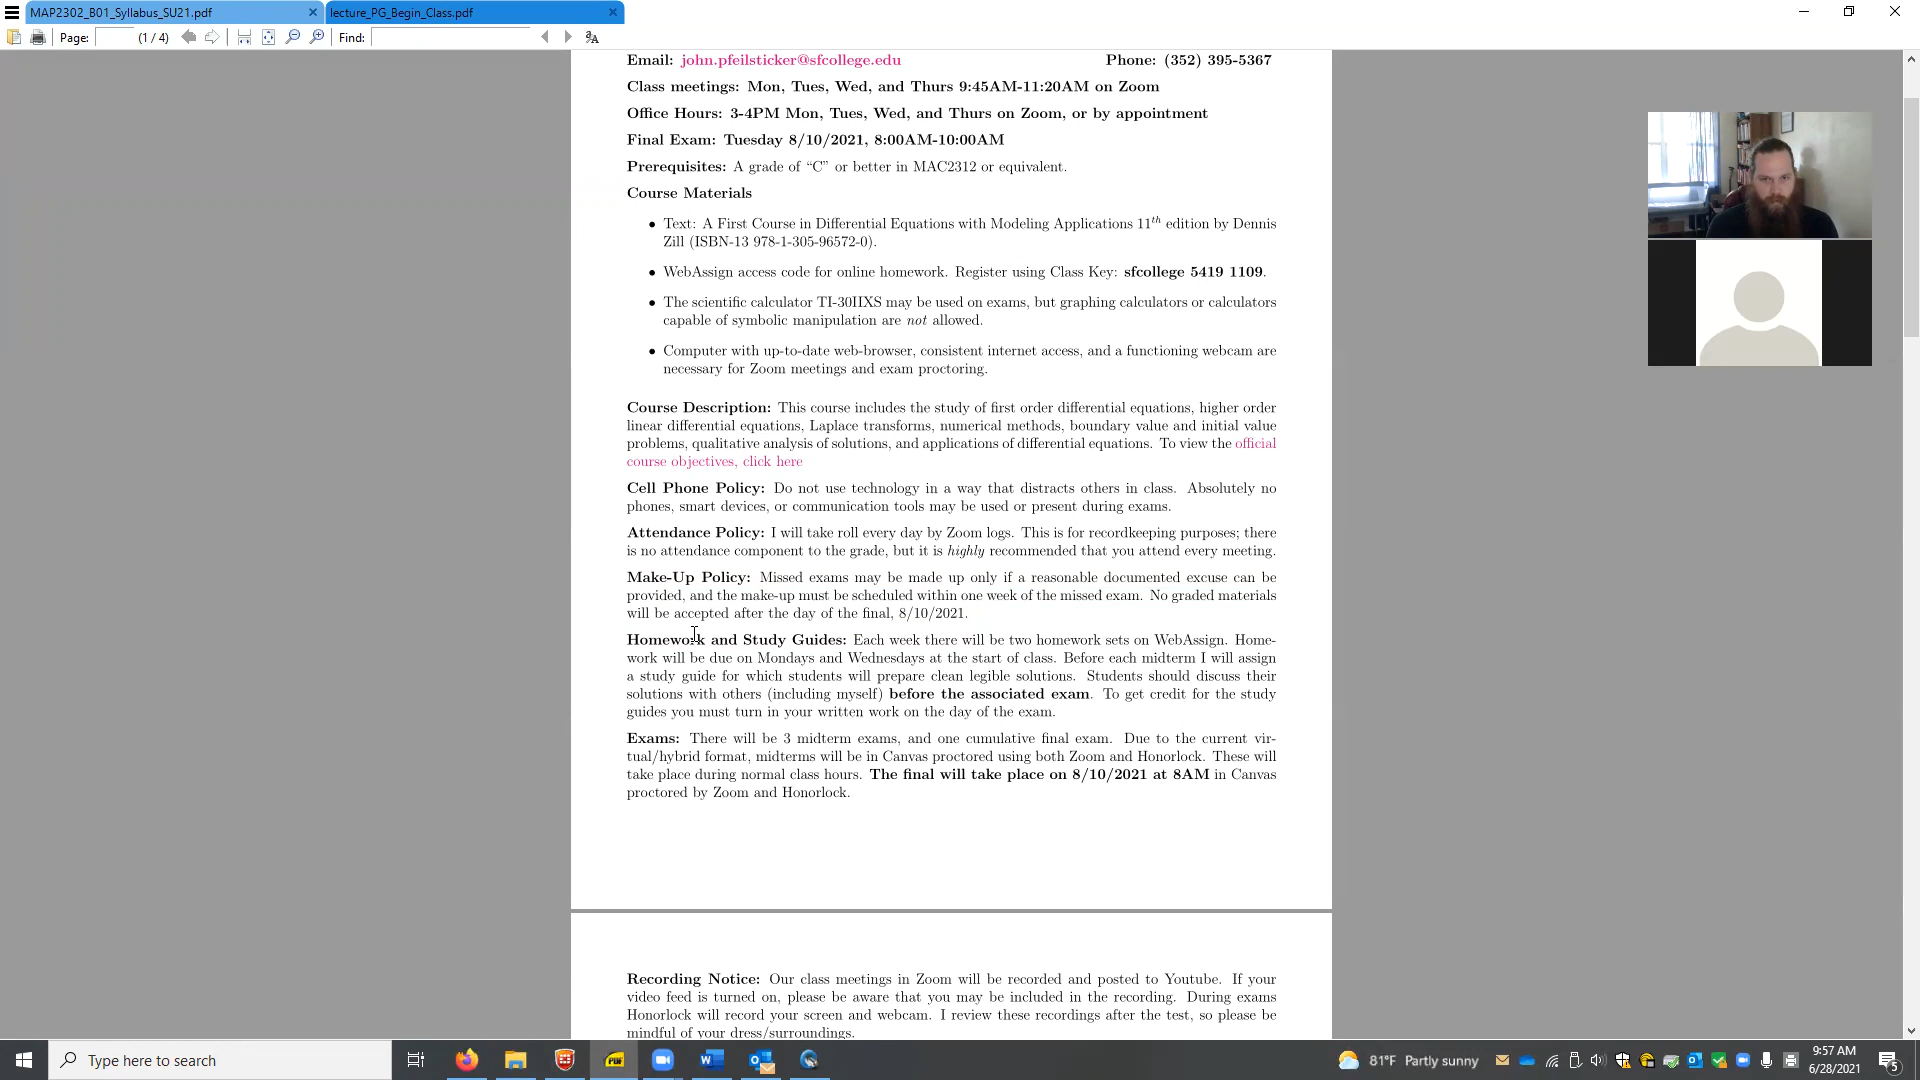 MAP2302_B01_Syllabus_SU21.pdf
lecture_PG_Begin_Class.pdf
Page:
(1 / 4)
Find:
Email: john.pfeilsticker@sfcollege.edu Phone: (352) 395-5367
Class meetings: Mon, Tues, Wed, and Thurs 9:45AM-11:20AM on Zoom
Office Hours: 3-4PM Mon, Tues, Wed, and Thurs on Zoom, or by appointment
Final Exam: Tuesday 8/10/2021, 8:00AM-10:00AM
Prerequisites: A grade of “C” or better in MAC2312 or equivalent.
Course Materials
• Text: A First Course in Differential Equations with Modeling Applications 11th edition by Dennis
Zill (ISBN-13 978-1-305-96572-0).
• WebAssign access code for online homework. Register using Class Key: sfcollege 5419 1109.
• The scientific calculator TI-30IIXS may be used on exams, but graphing calculators or calculators
capable of symbolic manipulation are not allowed.
• Computer with up-to-date web-browser, consistent internet access, and a functioning webcam are
necessary for Zoom meetings and exam proctoring.
Course Description: This course includes the study of first order differential equations, higher order
linear differential equations, Laplace transforms, numerical methods, boundary value and initial value
problems, qualitative analysis of solutions, and applications of differential equations. To view the official
course objectives, click here
Cell Phone Policy: Do not use technology in a way that distracts others in class. Absolutely no
phones, smart devices, or communication tools may be used or present during exams.
Attendance Policy: I will take roll every day by Zoom logs. This is for recordkeeping purposes; there
is no attendance component to the grade, but it is highly recommended that you attend every meeting.
Make-Up Policy: Missed exams may be made up only if a reasonable documented excuse can be
provided, and the make-up must be scheduled within one week of the missed exam. No graded materials
will be accepted after the day of the final, 8/10/2021.
Homework and Study Guides: Each week there will be two homework sets on WebAssign. Home-
work will be due on Mondays and Wednesdays at the start of class. Before each midterm I will assign
a study guide for which students will prepare clean legible solutions. Students should discuss their
solutions with others (including myself) before the associated exam. To get credit for the study
guides you must turn in your written work on the day of the exam.
Exams: There will be 3 midterm exams, and one cumulative final exam. Due to the current vir-
tual/hybrid format, midterms will be in Canvas proctored using both Zoom and Honorlock. These will
take place during normal class hours. The final will take place on 8/10/2021 at 8AM in Canvas
proctored by Zoom and Honorlock.
Recording Notice: Our class meetings in Zoom will be recorded and posted to Youtube. If your
video feed is turned on, please be aware that you may be included in the recording. During exams
Honorlock will record your screen and webcam. I review these recordings after the test, so please be
mindful of your dress/surroundings.
Type here to search
PDF
81°F Partly sunny
9:57 AM
6/28/2021
5